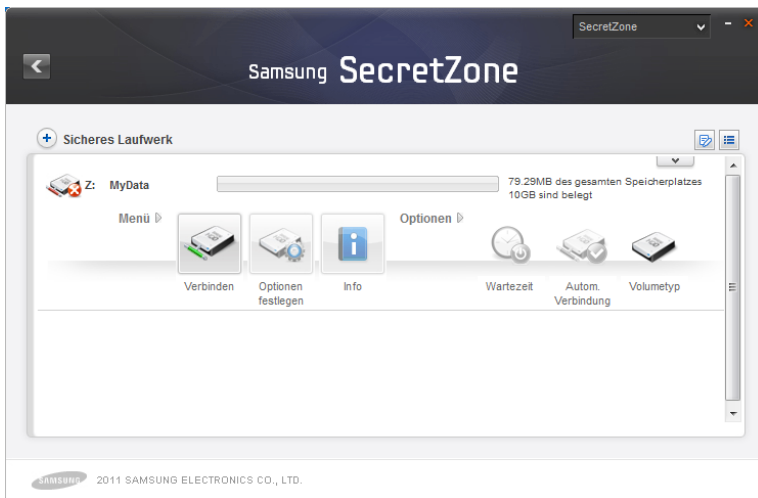 SecretZone
Samsung SecretZone
Sicheres Laufwerk
Z: MyData
79.29MB des gesamten Speicherplatzes
10GB sind belegt
Menü
Optionen
Verbinden
Optionen
festlegen
Info
Wartezeit
Autom.
Verbindung
Volumetyp
SAMSUNG 2011 SAMSUNG ELECTRONICS CO., LTD.